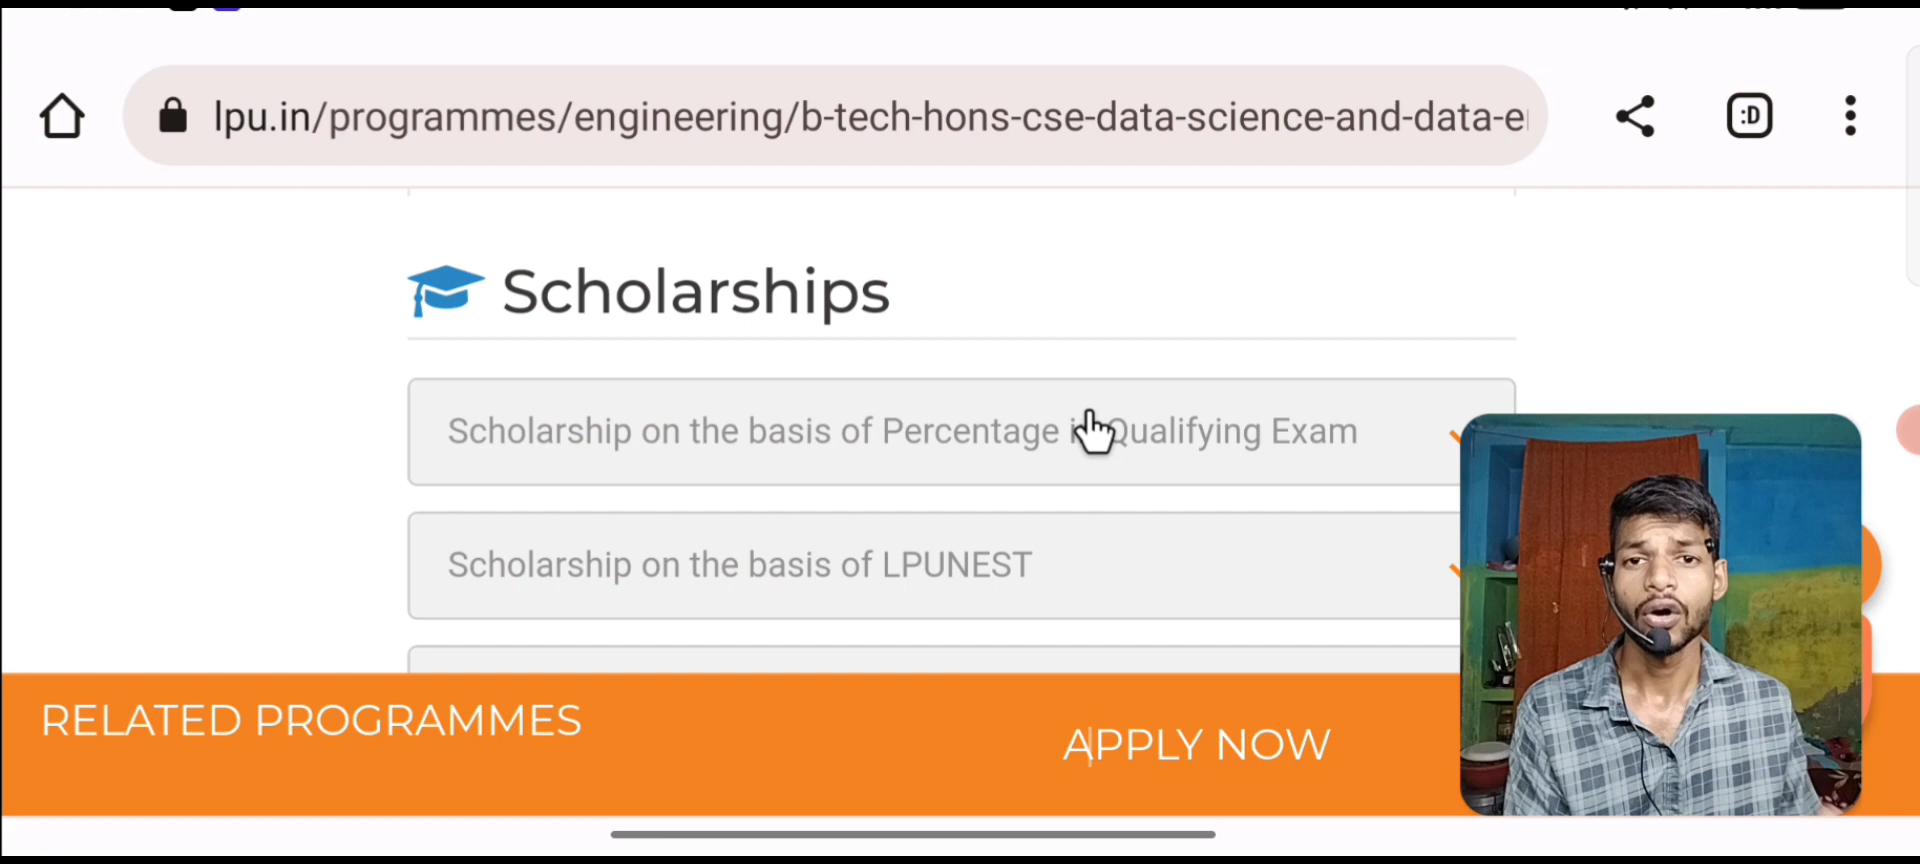 lpu.in/programmes/engineering/b-tech-hons-cse-data-science-and-data-e
:D
Scholarships
Scholarship on the basis of Percentage Qualifying Exam
Scholarship on the basis of LPUNEST
RELATED PROGRAMMES
APPLY NOW